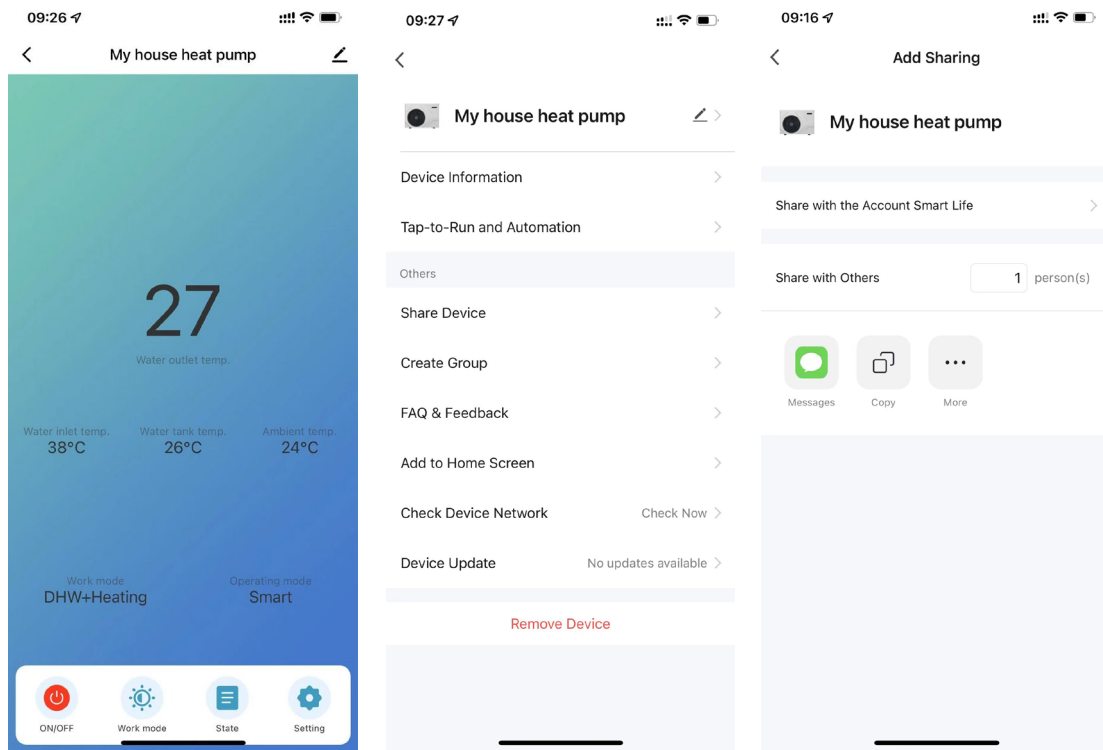 09:26
My house heat pump
27
Water outlet temp.
Water inlet temp. Water tank temp. Ambient temp.
38°C 26°C 24°C
Work mode Operating mode
DHW+Heating Smart
ON/OFF Work mode State Setting
09:27
My house heat pump
Device Information
Tap-to-Run and Automation
Others
Share Device
Create Group
FAQ & Feedback
Add to Home Screen
Check Device Network Check Now
Device Update No updates available
Remove Device
09:16
Add Sharing
My house heat pump
Share with the Account Smart Life
Share with Others 1 person(s)
Messages Copy More